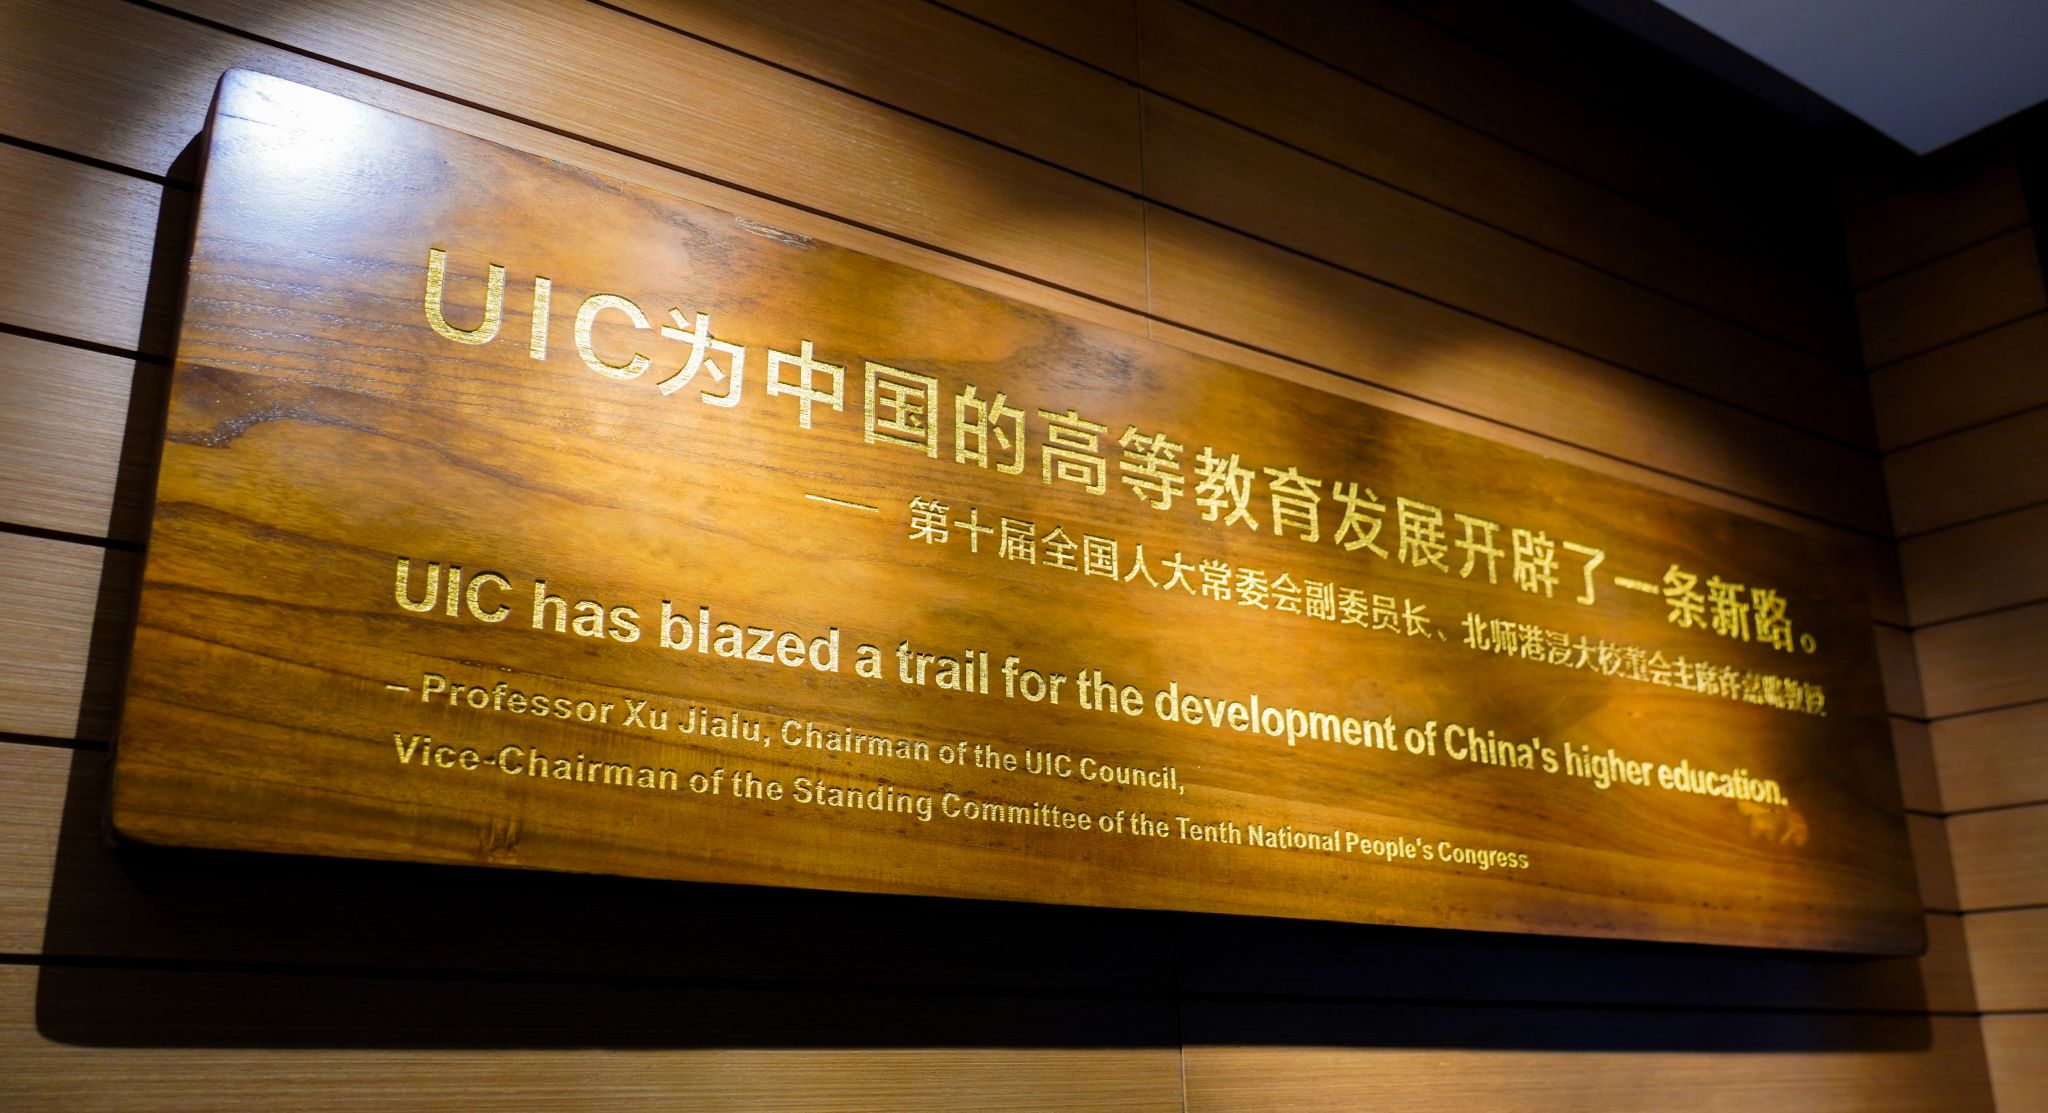 UIC为中国的高等教育发展开辟了一条新路。
—— 第十届全国人大常委会副委员长、北师港浸大校董会主席许嘉璐教授
UIC has blazed a trail for the development of China's higher education.
– Professor Xu Jialu, Chairman of the UIC Council,
Vice-Chairman of the Standing Committee of the Tenth National People's Congress